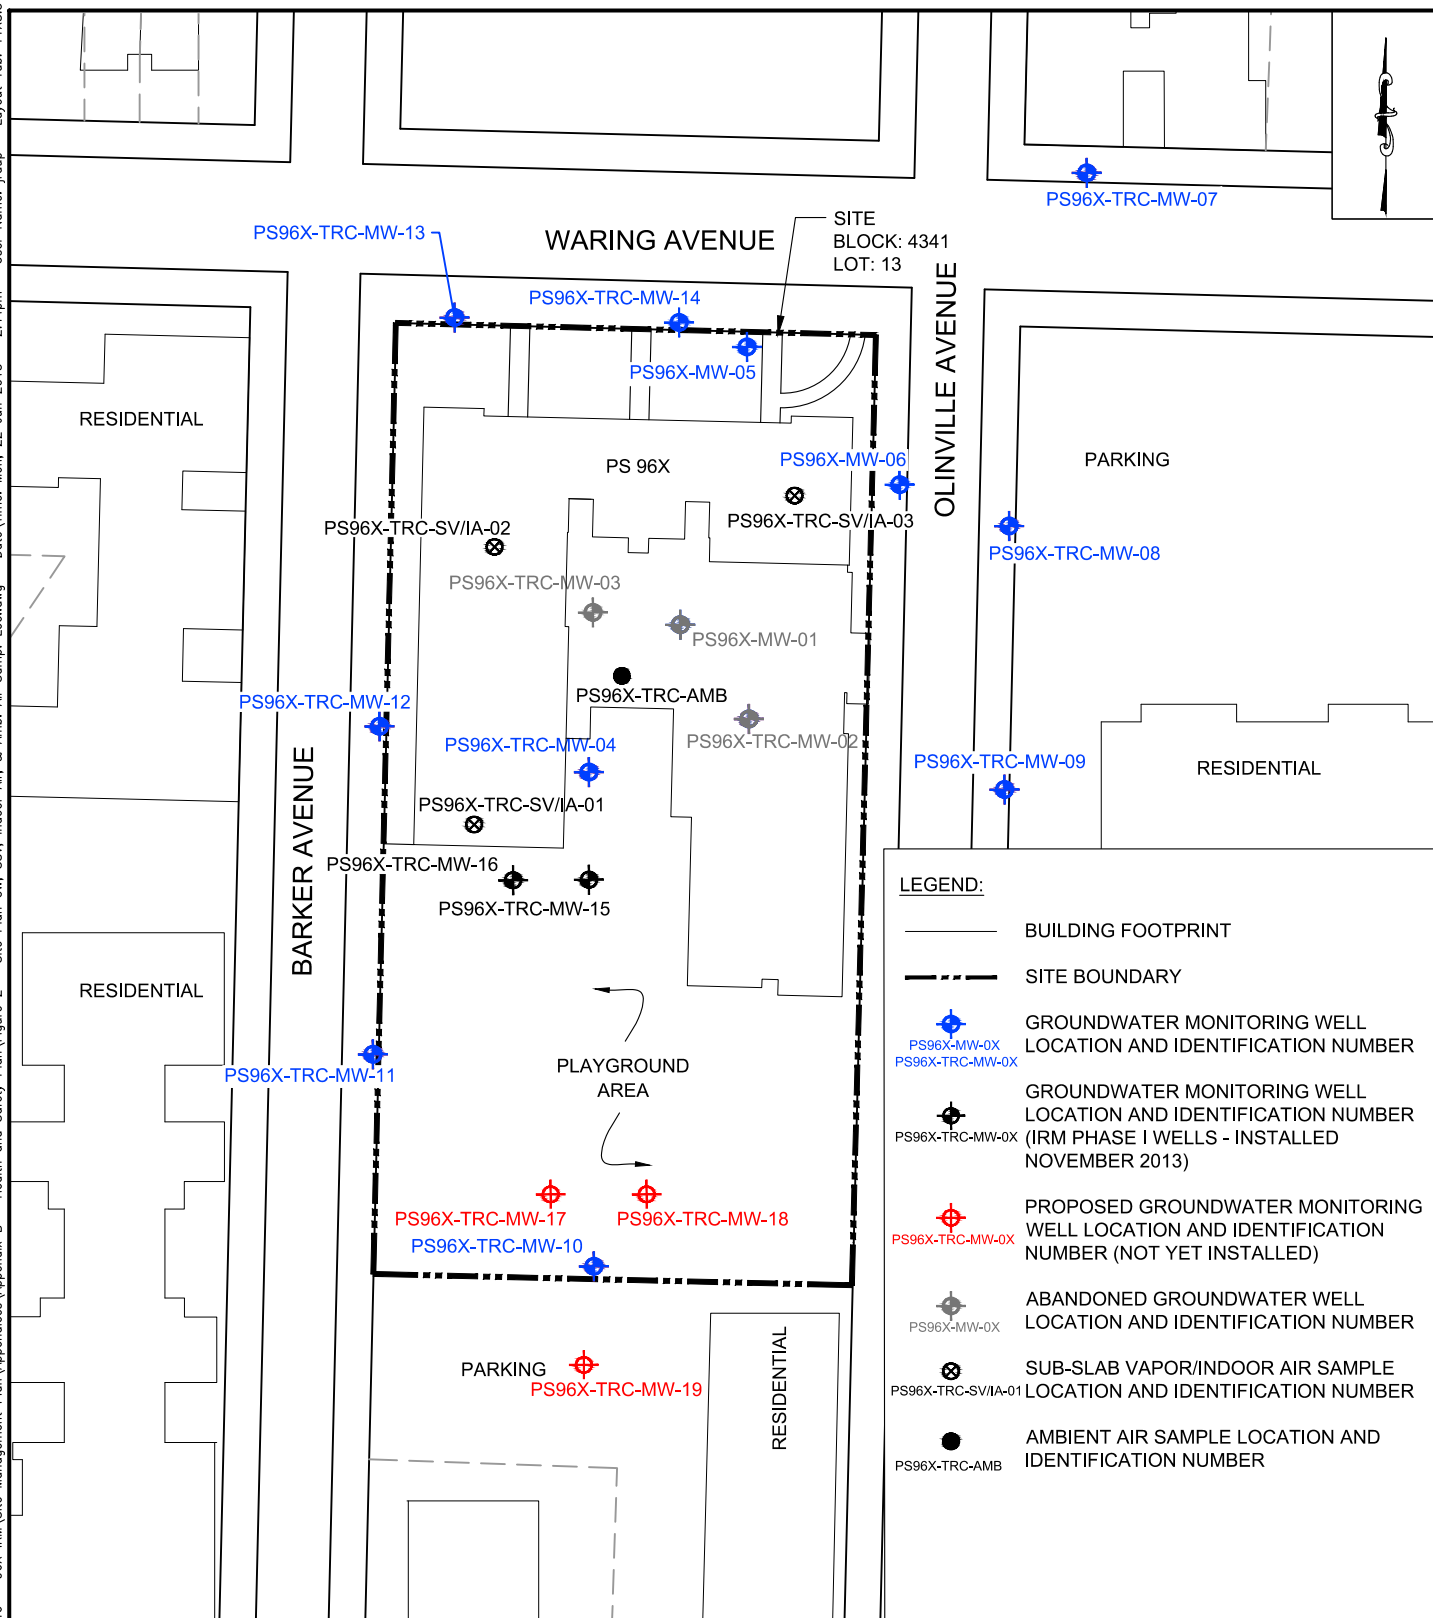 PS96X-TRC-MW-07
PS96X-TRC-MW-13
WARING AVENUE
SITE
BLOCK: 4341
LOT: 13
PS96X-TRC-MW-14
PS96X-MW-05
OLINVILLE AVENUE
RESIDENTIAL
PS 96X
PS96X-MW-06
PARKING
PS96X-TRC-SV/IA-02
PS96X-TRC-SV/IA-03
PS96X-TRC-MW-08
PS96X-TRC-MW-03
PS96X-MW-01
PS96X-TRC-AMB
PS96X-TRC-MW-12
PS96X-TRC-MW-02
PS96X-TRC-MW-04
PS96X-TRC-MW-09
RESIDENTIAL
BARKER AVENUE
PS96X-TRC-SV/IA-01
PS96X-TRC-MW-16
PS96X-TRC-MW-15
RESIDENTIAL
PLAYGROUND
AREA
PS96X-TRC-MW-11
PS96X-TRC-MW-17
PS96X-TRC-MW-18
PS96X-TRC-MW-10
PARKING
PS96X-TRC-MW-19
RESIDENTIAL
LEGEND:
BUILDING FOOTPRINT
SITE BOUNDARY
PS96X-MW-0X
PS96X-TRC-MW-0X
GROUNDWATER MONITORING WELL
LOCATION AND IDENTIFICATION NUMBER
PS96X-TRC-MW-0X
GROUNDWATER MONITORING WELL
LOCATION AND IDENTIFICATION NUMBER
(IRM PHASE I WELLS - INSTALLED
NOVEMBER 2013)
PS96X-TRC-MW-0X
PROPOSED GROUNDWATER MONITORING
WELL LOCATION AND IDENTIFICATION
NUMBER (NOT YET INSTALLED)
PS96X-MW-0X
ABANDONED GROUNDWATER WELL
LOCATION AND IDENTIFICATION NUMBER
PS96X-TRC-SV/IA-01
SUB-SLAB VAPOR/INDOOR AIR SAMPLE
LOCATION AND IDENTIFICATION NUMBER
PS96X-TRC-AMB
AMBIENT AIR SAMPLE LOCATION AND
IDENTIFICATION NUMBER